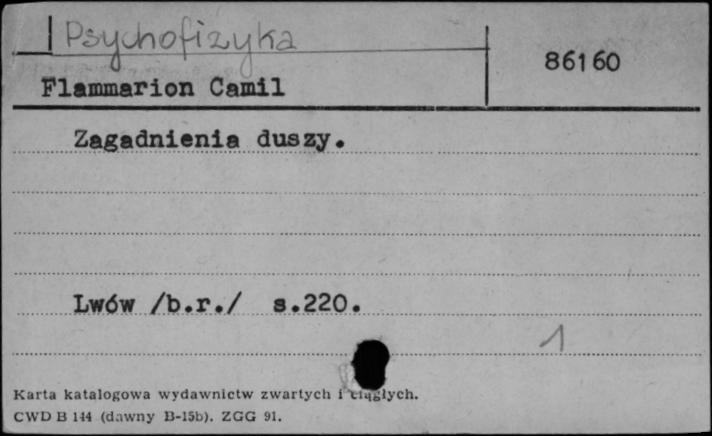 Psychofizyka
86160
Flammarion Camil
Zagadnienia duszy.
Lwów /b.r./ s.220.
1
Karta katalogowa wydawnictw zwartych i ciągłych.
CWD B 144 (dawny B-15b). ZGG 91.